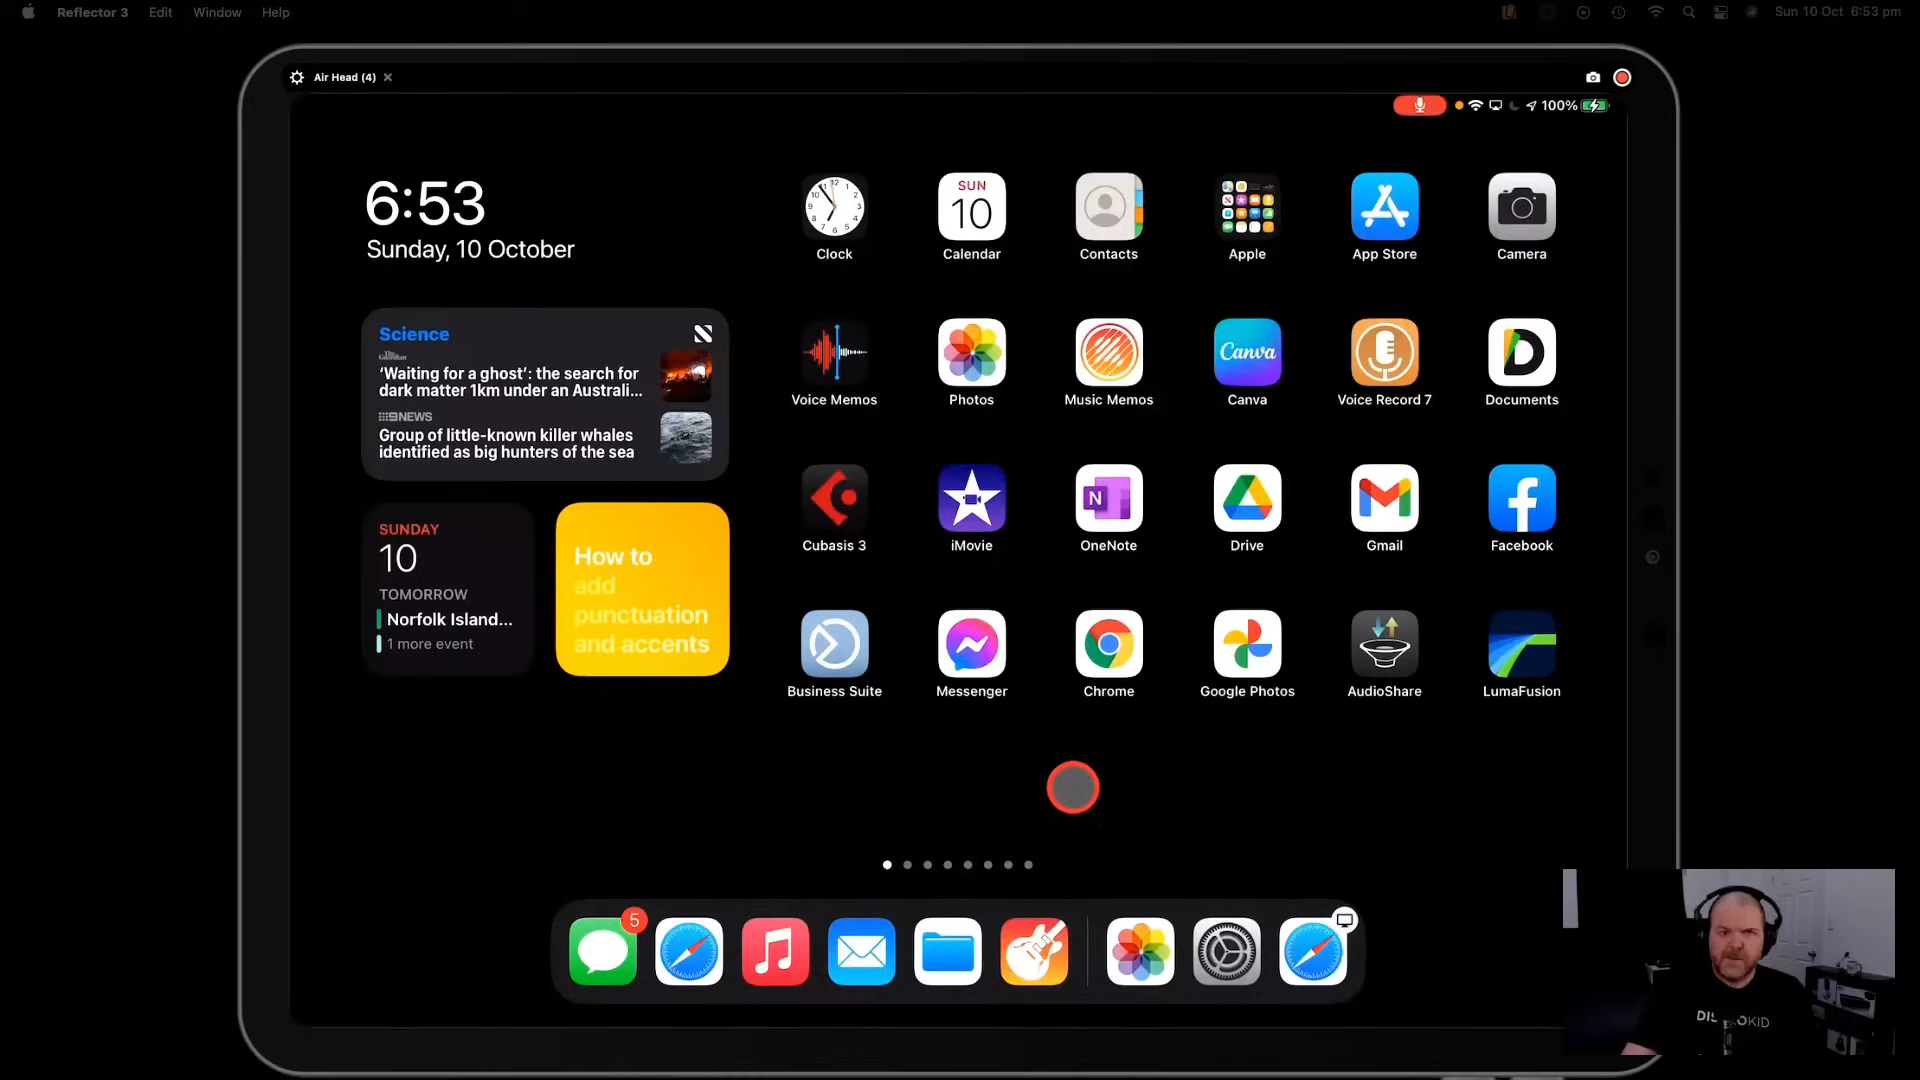 Reflector 3 Edit Window Help
Sun 10 Oct 6:53 pm
Air Head (4)
100%
6:53
Sunday, 10 October
Science
The Guardian
‘Waiting for a ghost’: the search for
dark matter 1km under an Australi...
9NEWS
Group of little-known killer whales
identified as big hunters of the sea
SUNDAY
10
TOMORROW
Norfolk Island...
1 more event
How to
add
punctuation
and accents
SUN
10
Clock Calendar Contacts Apple App Store Camera
Canva
Voice Memos Photos Music Memos Canva Voice Record 7 Documents
N
Cubasis 3 iMovie OneNote Drive Gmail Facebook
Business Suite Messenger Chrome Google Photos AudioShare LumaFusion
5